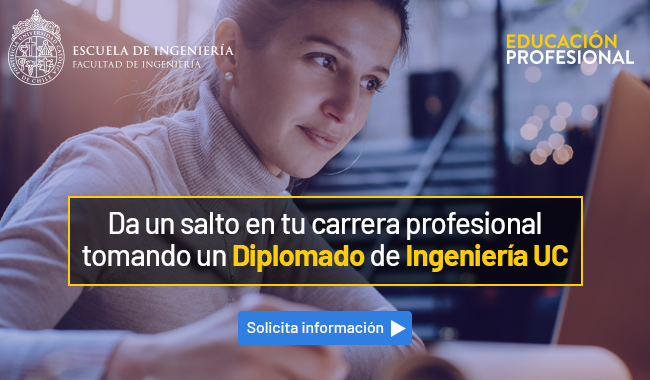 ESCUELA DE INGENIERÍA
FACULTAD DE INGENIERÍA
EDUCACIÓN
PROFESIONAL
Da un salto en tu carrera profesional
tomando un Diplomado de Ingeniería UC
Solicita información